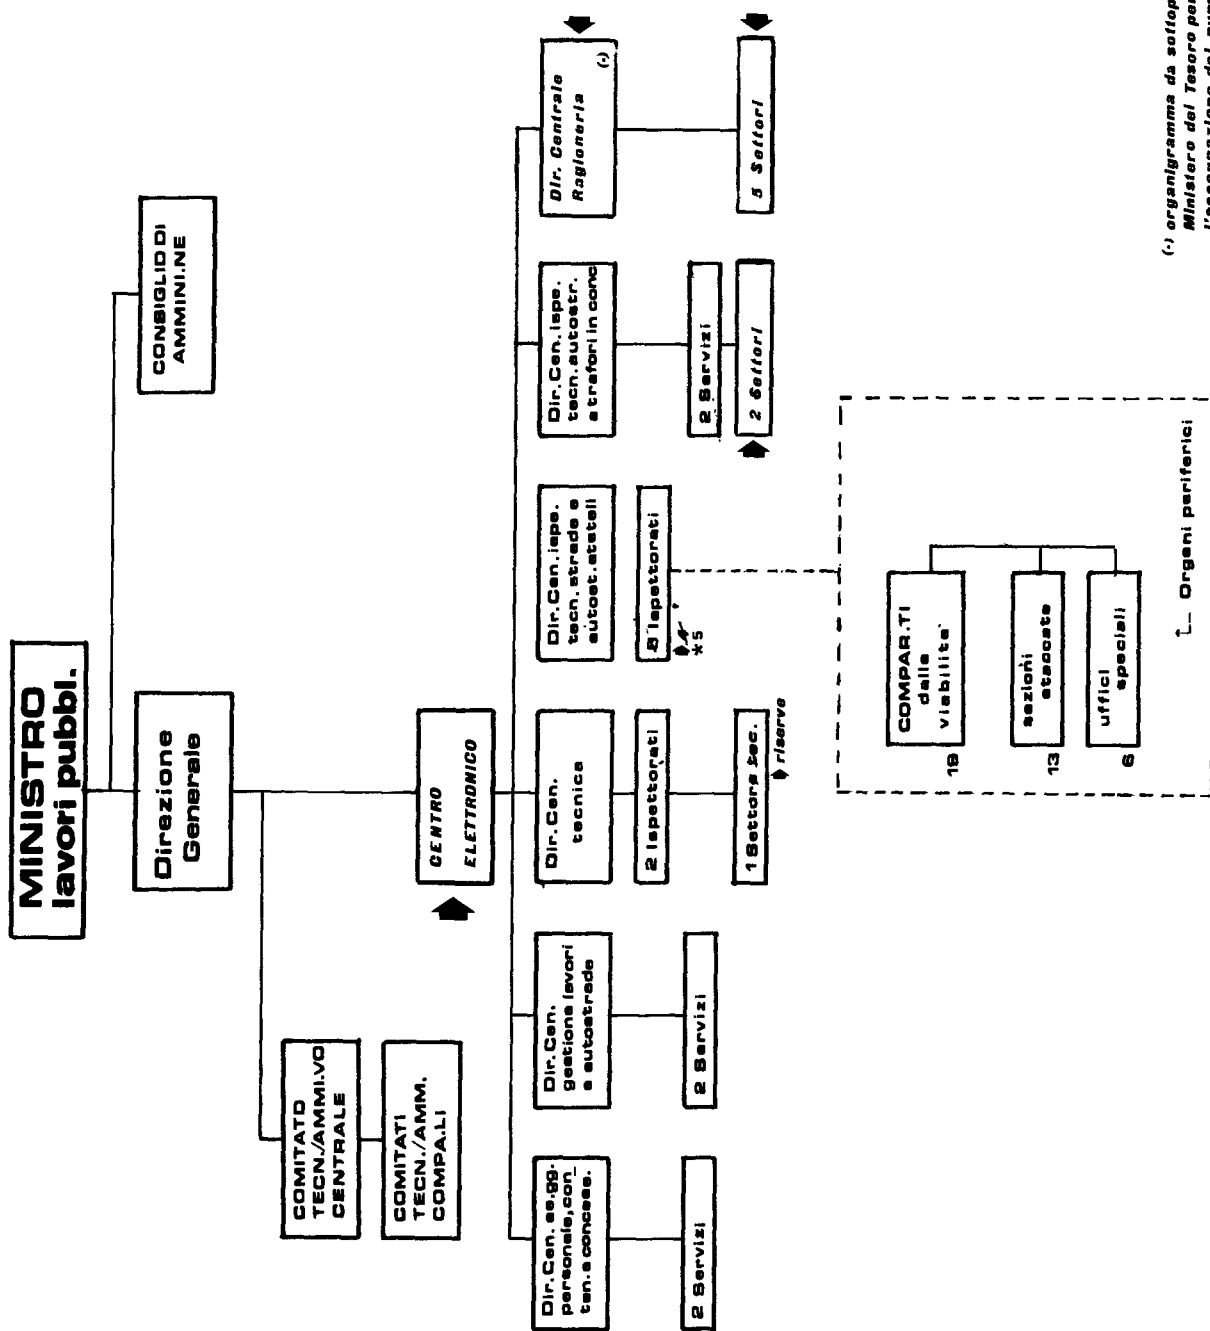 MINISTRO
lavori pubbl.
CONSIGLIO DI
AMMINI.NE
Direzione
Generale
COMITATO
TECN./AMMI.VO
CENTRALE
COMITATI
TECN./AMM.
COMPA.LI
CENTRO
ELETTRONICO
Dir.Cen. aa.gg.
personale,con_
ten.e concess.
2 Servizi
Dir.Cen.
gestione lavori
e autostrade
2 Servizi
Dir.Cen.
tecnica
2 Ispettorati
1 Settore sec.
riserve
Dir.Cen.ispe.
tecn.strade e
autost.statali
8 Ispettorati
*5
Dir.Cen.ispe.
tecn.autostr.
e trafori in conc
2 Servizi
2 Settori
Dir. Centrale
Ragioneria
(•)
5 Settori
COMPAR.TI
della
viabilita'
19
sezioni
staccate
13
uffici
speciali
6
Organi periferici
(•) organigramma da sottop
Ministero del Tesoro per